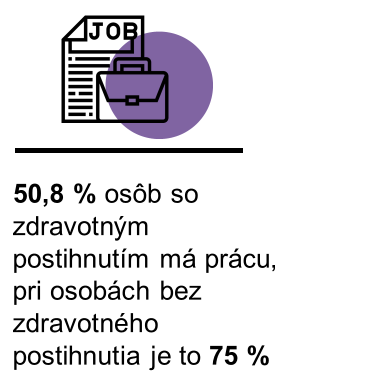 JOB
50,8 % osôb so
zdravotným
postihnutím má prácu,
pri osobách bez
zdravotného
postihnutia je to 75 %